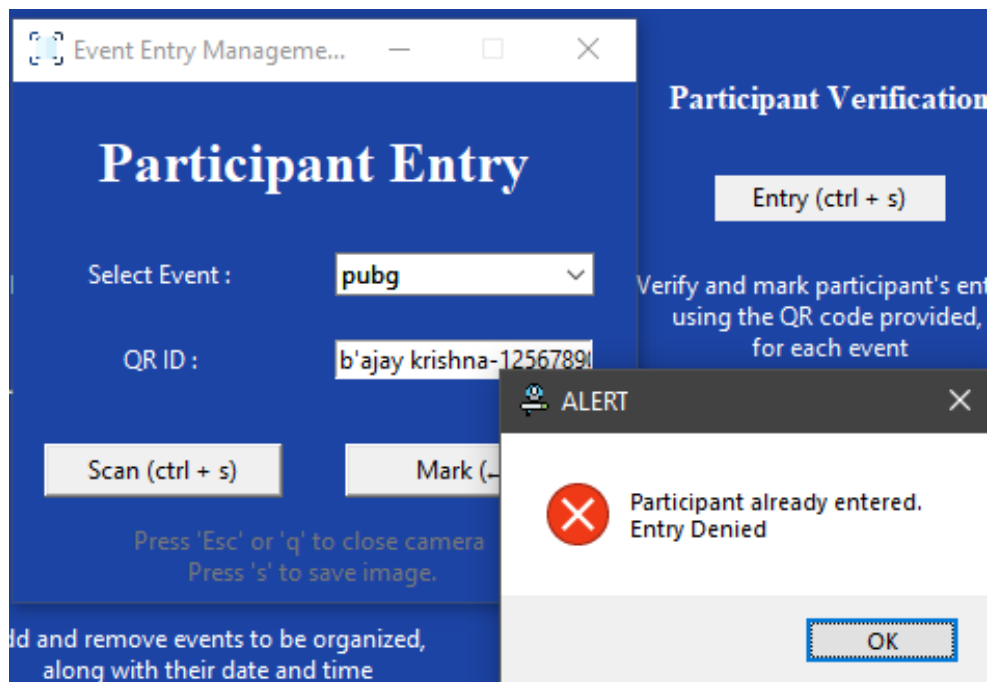 Event Entry Manageme...
Participant Entry
Select Event :
pubg
QR ID :
b'ajay krishna-12567890
Scan (ctrl + s)
Mark (
Press 'Esc' or 'q' to close camera
Press 's' to save image.
Participant Verification
Entry (ctrl + s)
Verify and mark participant's ent
using the QR code provided,
for each event
ALERT
Participant already entered.
Entry Denied
OK
dd and remove events to be organized,
along with their date and time